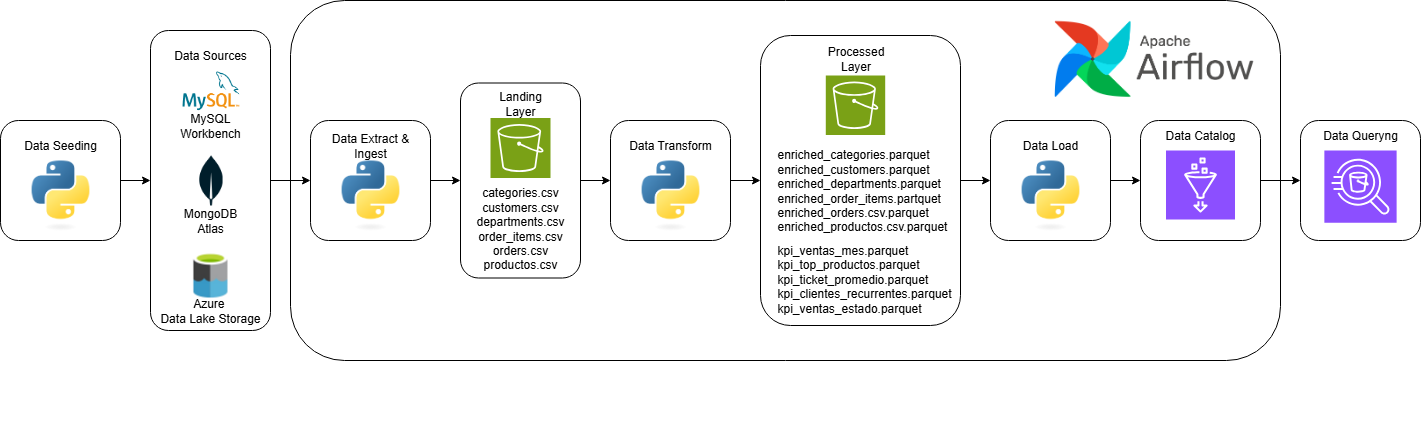 Data Seeding
Data Sources
MySQL
MySQL
Workbench
MongoDB
Atlas
Azure
Data Lake Storage
Data Extract &
Ingest
Landing
Layer
categories.csv
customers.csv
departments.csv
order_items.csv
orders.csv
productos.csv
Data Transform
Processed
Layer
enriched_categories.parquet
enriched_customers.parquet
enriched_departments.parquet
enriched_order_items.partquet
enriched_orders.csv.parquet
enriched_productos.csv.parquet
kpi_ventas_mes.parquet
kpi_top_productos.parquet
kpi_ticket_promedio.parquet
kpi_clientes_recurrentes.parquet
kpi_ventas_estado.parquet
Apache
Airflow
Data Load
Data Catalog
Data Queryng